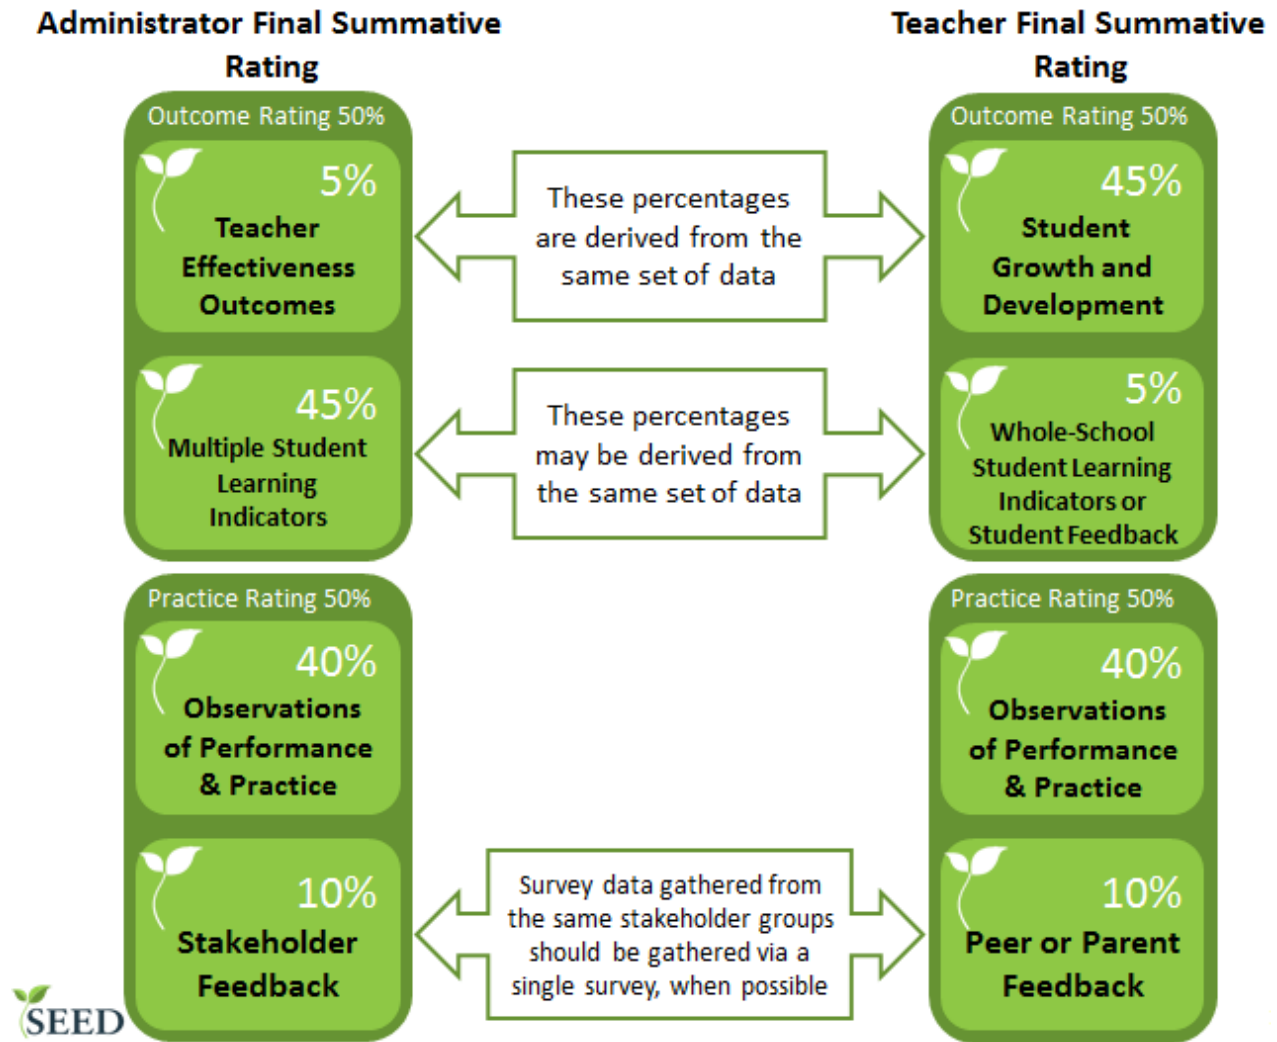 Administrator Final Summative
Rating
Outcome Rating 50%
5%
Teacher
Effectiveness
Outcomes
45%
Multiple Student
Learning
Indicators
Practice Rating 50%
40%
Observations
of Performance
& Practice
10%
Stakeholder
Feedback
These percentages
are derived from the
same set of data
These percentages
may be derived from
the same set of data
Survey data gathered from
the same stakeholder groups
should be gathered via a
single survey, when possible
Teacher Final Summative
Rating
Outcome Rating 50%
45%
Student
Growth and
Development
5%
Whole-School
Student Learning
Indicators or
Student Feedback
Practice Rating 50%
40%
Observations
of Performance
& Practice
10%
Peer or Parent
Feedback
SEED